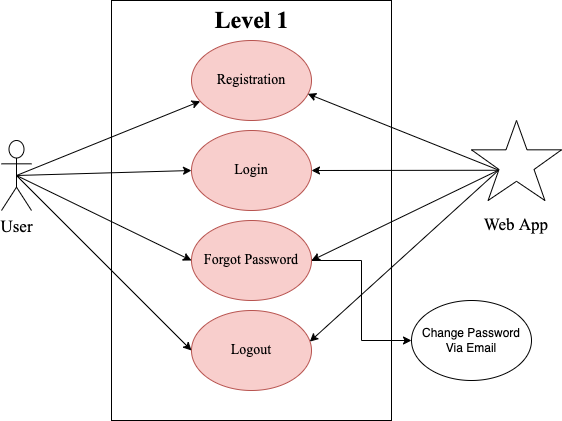 Level 1
Registration
Login
User
Web App
Forgot Password
Change Password
Via Email
Logout